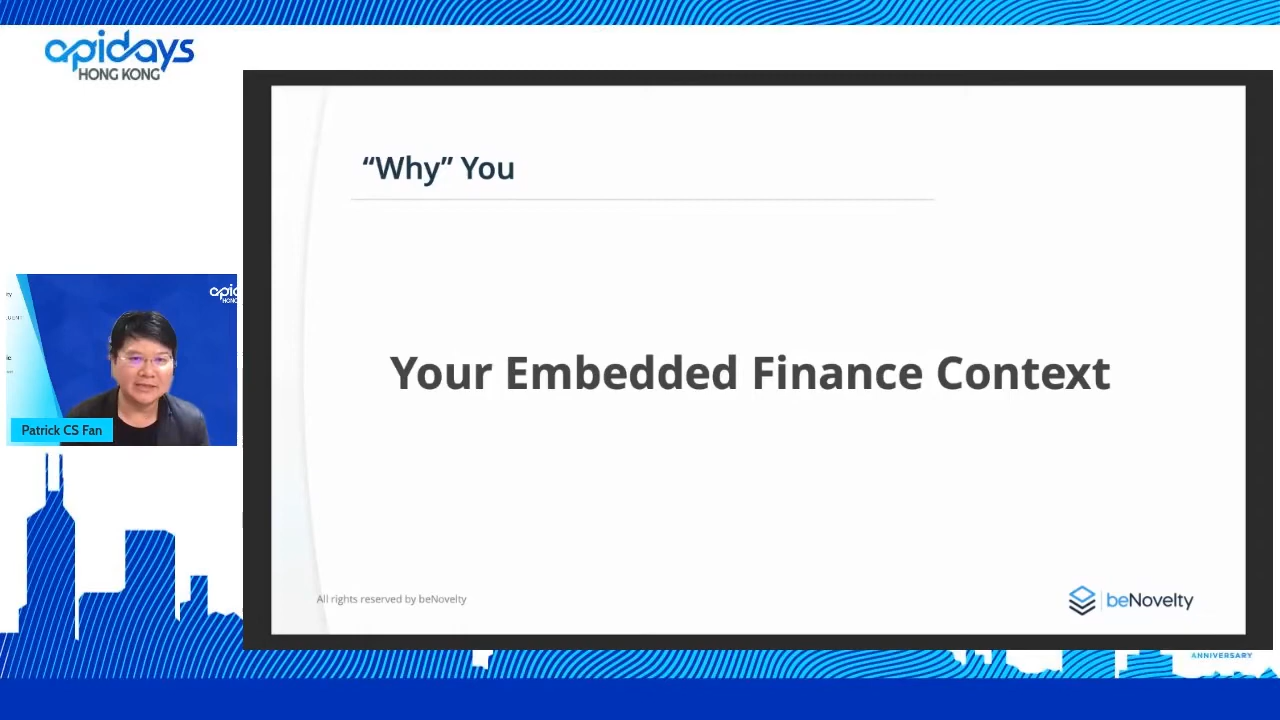 apidays
HONG KONG
“Why” You
Your Embedded Finance Context
Patrick CS Fan
All rights reserved by beNovelty
beNovelty
ANNIVERSARY